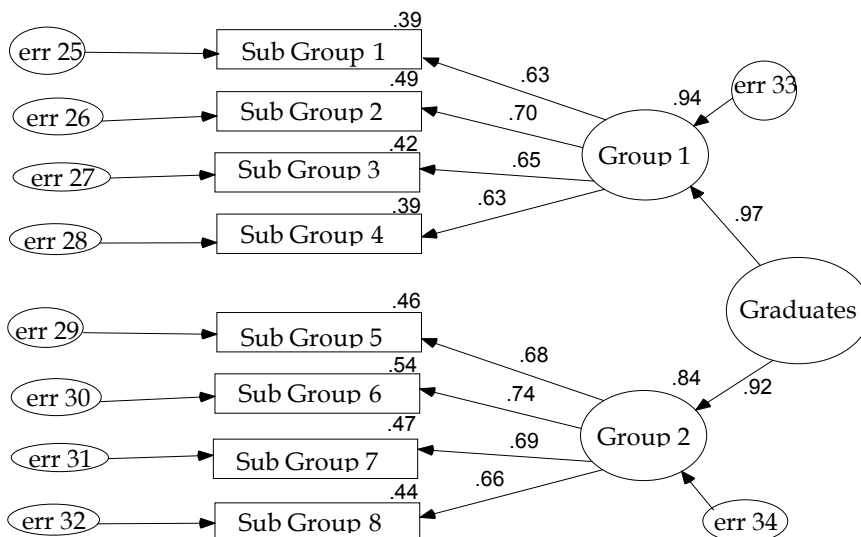 .39
err 25
Sub Group 1
.63
err 33
.49
.94
err 26
Sub Group 2
.70
.42
Group 1
err 27
Sub Group 3
.65
.39
.63
err 28
Sub Group 4
.97
.46
Graduates
err 29
Sub Group 5
.68
.54
.84
.92
err 30
Sub Group 6
.74
.47
Group 2
err 31
Sub Group 7
.69
.44
.66
err 32
Sub Group 8
err 34